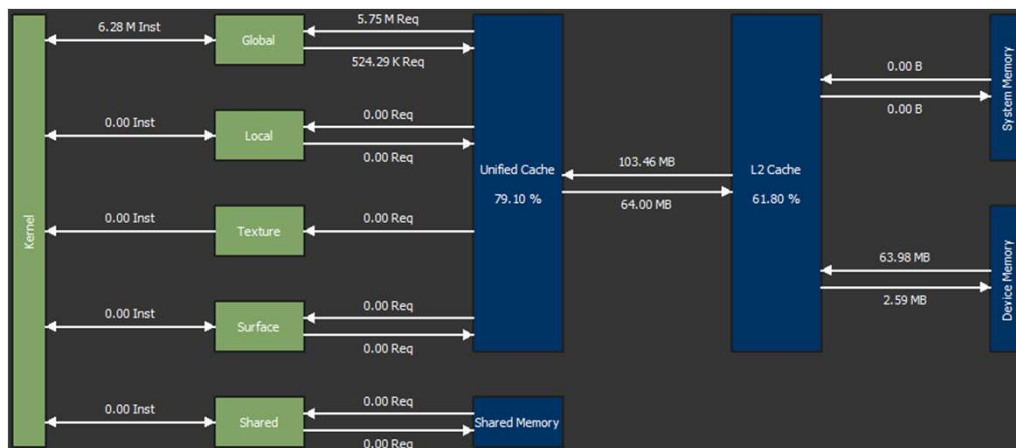 6.28 M Inst
Global
5.75 M Req
524.29 K Req
0.00 Inst
Local
0.00 Req
0.00 Req
Kernel
0.00 Inst
Texture
0.00 Req
0.00 Inst
Surface
0.00 Req
0.00 Req
0.00 Inst
Shared
0.00 Req
0.00 Req
Unified Cache
79.10 %
Shared Memory
103.46 MB
64.00 MB
L2 Cache
61.80 %
0.00 B
0.00 B
System Memory
63.98 MB
2.59 MB
Device Memory